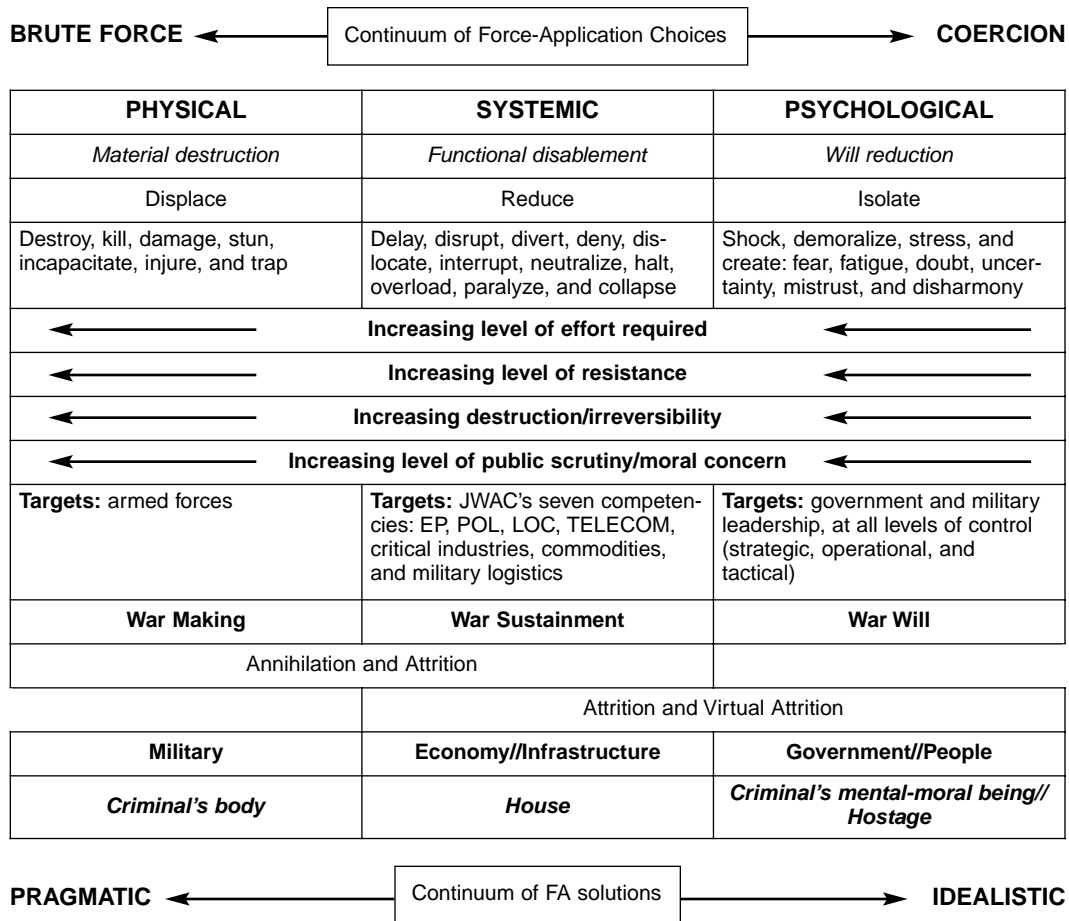 BRUTE FORCE Continuum of Force-Application Choices COERCION
PHYSICAL SYSTEMIC PSYCHOLOGICAL
Material destruction Functional disablement Will reduction
Displace Reduce Isolate
Destroy, kill, damage, stun,
incapacitate, injure, and trap
Delay, disrupt, divert, deny, dis-
locate, interrupt, neutralize, halt,
overload, paralyze, and collapse
Shock, demoralize, stress, and
create: fear, fatigue, doubt, uncer-
tainty, mistrust, and disharmony
Increasing level of effort required
Increasing level of resistance
Increasing destruction/irreversibility
Increasing level of public scrutiny/moral concern
Targets: armed forces
Targets: JWAC's seven competen-
cies: EP, POL, LOC, TELECOM,
critical industries, commodities,
and military logistics
Targets: government and military
leadership, at all levels of control
(strategic, operational, and
tactical)
War Making War Sustainment War Will
Annihilation and Attrition
Attrition and Virtual Attrition
Military Economy//Infrastructure Government//People
Criminal's body House Criminal's mental-moral being//
Hostage
PRAGMATIC Continuum of FA solutions IDEALISTIC